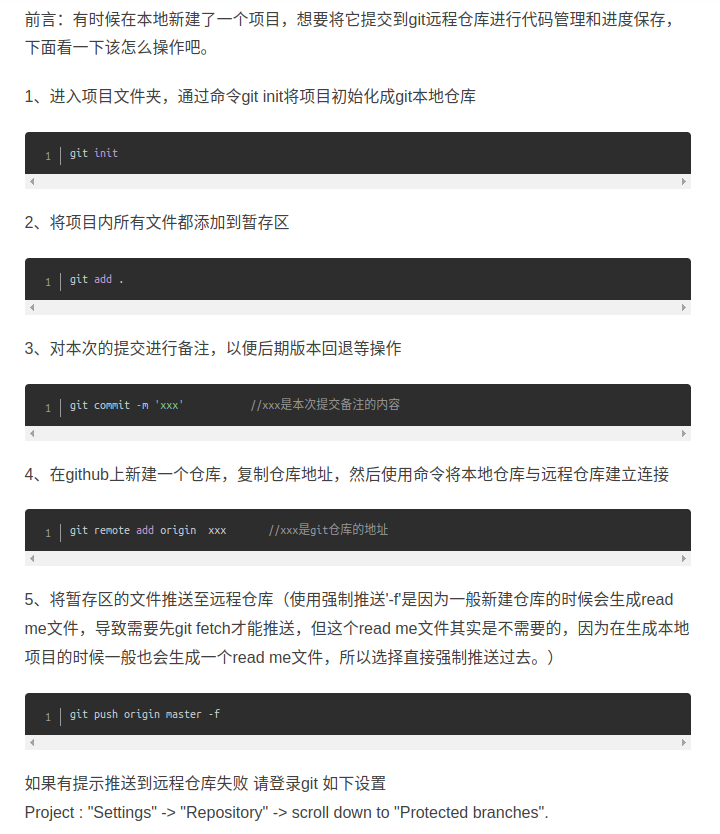 前言：有时候在本地新建了一个项目，想要将它提交到git远程仓库进行代码管理和进度保存，
下面看一下该怎么操作吧。
1、进入项目文件夹，通过命令git init将项目初始化成git本地仓库
1 git init
2、将项目内所有文件都添加到暂存区
1 git add .
3、对本次的提交进行备注，以便后期版本回退等操作
1 git commit -m 'xxx' //xxx是本次提交备注的内容
4、在github上新建一个仓库，复制仓库地址，然后使用命令将本地仓库与远程仓库建立连接
1 git remote add origin xxx //xxx是git仓库的地址
5、将暂存区的文件推送至远程仓库（使用强制推送'-f'是因为一般新建仓库的时候会生成read
me文件，导致需要先git fetch才能推送，但这个read me文件其实是不需要的，因为在生成本地
项目的时候一般也会生成一个read me文件，所以选择直接强制推送过去。）
1 git push origin master -f
如果有提示推送到远程仓库失败 请登录git 如下设置
Project : "Settings" -> "Repository" -> scroll down to "Protected branches".